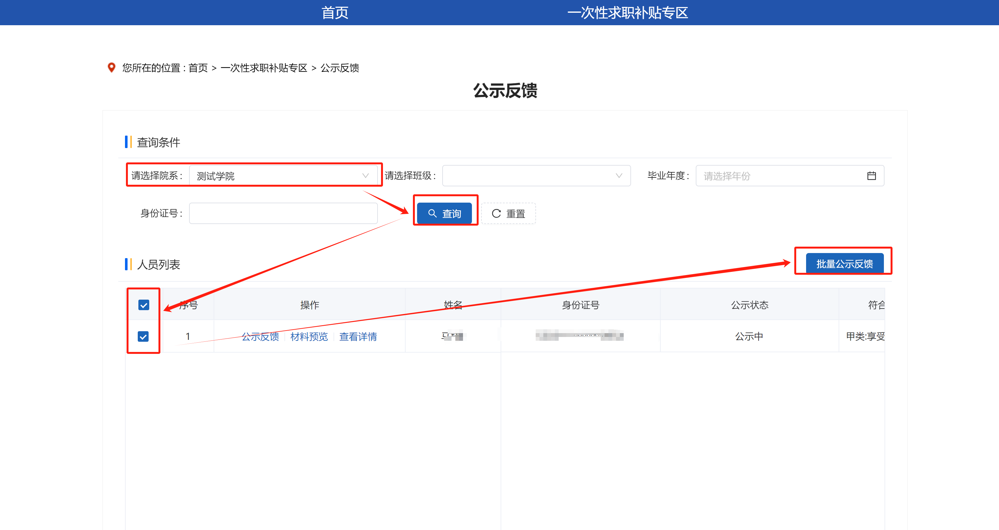 首页 一次性求职补贴专区
您所在的位置 : 首页 > 一次性求职补贴专区 > 公示反馈
公示反馈
查询条件
请选择院系 : 测试学院 请选择班级 : 毕业年度 : 请选择年份
身份证号 : 查询 重置
人员列表 批量公示反馈
序号 操作 姓名 身份证号 公示状态 符合
1 公示反馈 材料预览 查看详情 公示中 甲类:享受